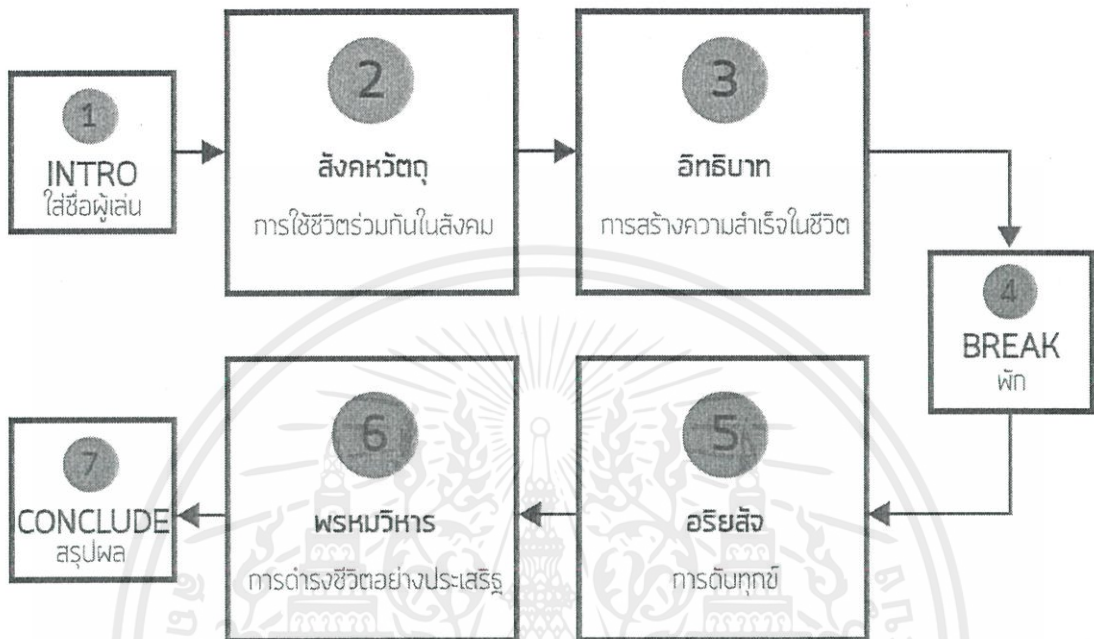 1
INTRO
ใส่ชื่อผู้เล่น
2
สังคหวัตถุ
การใช้ชีวิตร่วมกันในสังคม
3
อิทธิบาท
การสร้างความสำเร็จในชีวิต
4
BREAK
พัก
5
อริยสัจ
การดับทุกข์
6
พรหมวิหาร
การดำรงชีวิตอย่างประเสริฐ
7
CONCLUDE
สรุปผล